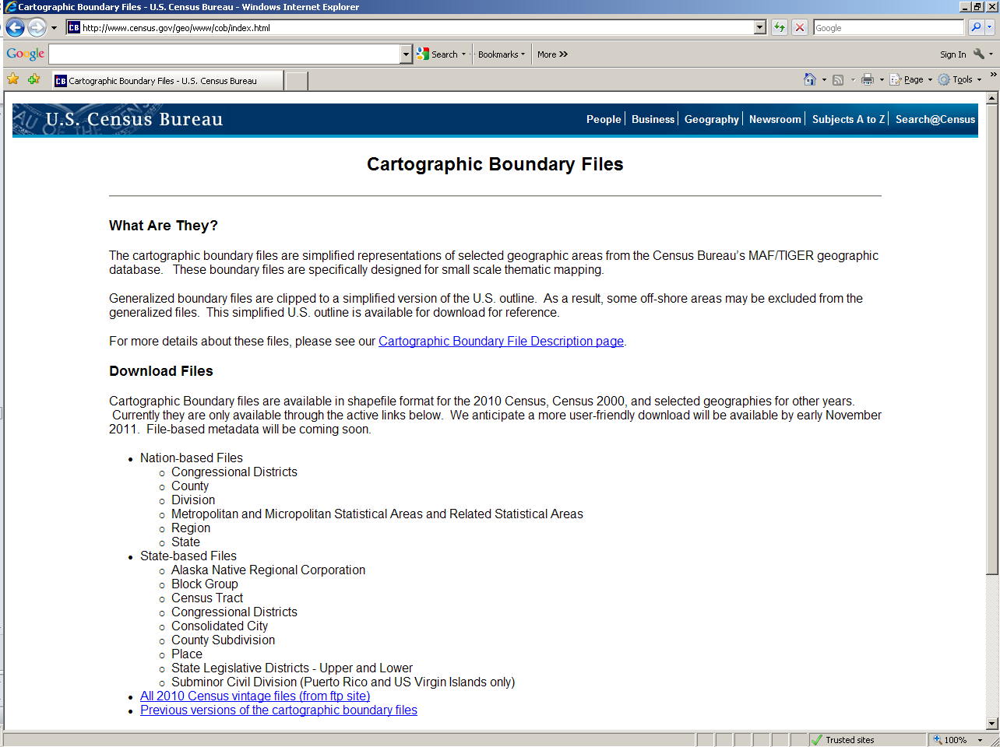 Cartographic Boundary Files - U.S. Census Bureau - Windows Internet Explorer
CB http://www.census.gov/geo/www/cob/index.html
Google
Google Search Bookmarks More >> Sign In
CB Cartographic Boundary Files - U.S. Census Bureau
Page Tools >>
U.S. Census Bureau
People | Business | Geography | Newsroom | Subjects A to Z | Search@Census
Cartographic Boundary Files
What Are They?
The cartographic boundary files are simplified representations of selected geographic areas from the Census Bureau's MAF/TIGER geographic
database. These boundary files are specifically designed for small scale thematic mapping.
Generalized boundary files are clipped to a simplified version of the U.S. outline. As a result, some off-shore areas may be excluded from the
generalized files. This simplified U.S. outline is available for download for reference.
For more details about these files, please see our Cartographic Boundary File Description page.
Download Files
Cartographic Boundary files are available in shapefile format for the 2010 Census, Census 2000, and selected geographies for other years.
Currently they are only available through the active links below. We anticipate a more user-friendly download will be available by early November
2011. File-based metadata will be coming soon.
• Nation-based Files
o Congressional Districts
o County
o Division
o Metropolitan and Micropolitan Statistical Areas and Related Statistical Areas
o Region
o State
• State-based Files
o Alaska Native Regional Corporation
o Block Group
o Census Tract
o Congressional Districts
o Consolidated City
o County Subdivision
o Place
o State Legislative Districts - Upper and Lower
o Subminor Civil Division (Puerto Rico and US Virgin Islands only)
• All 2010 Census vintage files (from ftp site)
• Previous versions of the cartographic boundary files
Trusted sites 100%